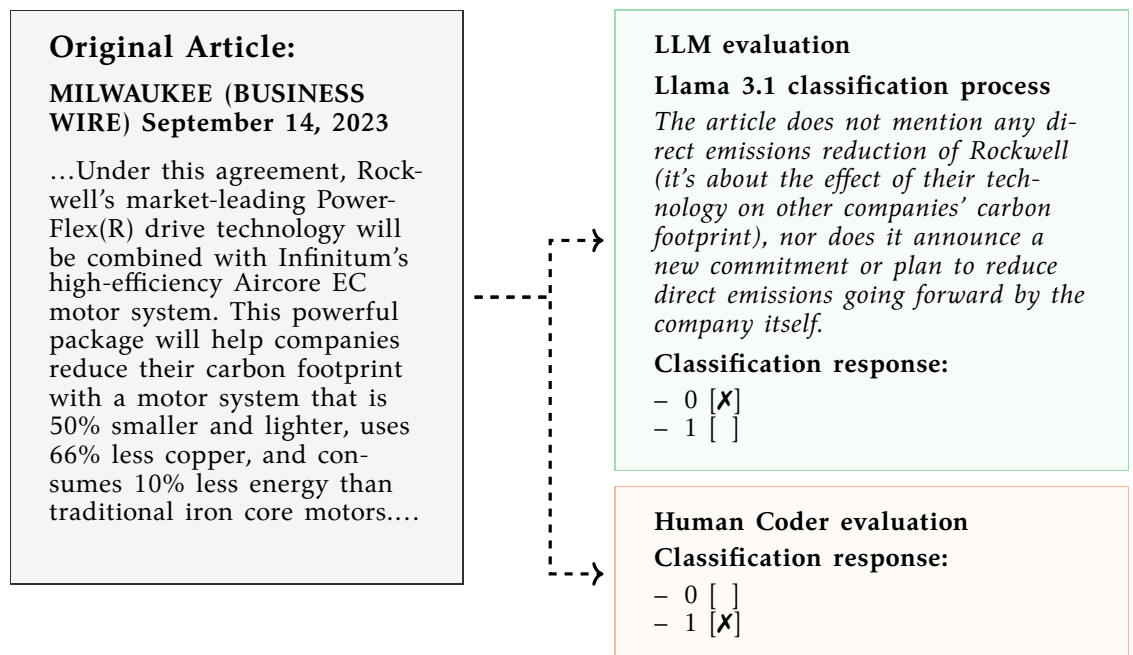 Original Article:
MILWAUKEE (BUSINESS
WIRE) September 14, 2023
...Under this agreement, Rock-
well's market-leading Power-
Flex(R) drive technology will
be combined with Infinitum's
high-efficiency Aircore EC
motor system. This powerful
package will help companies
reduce their carbon footprint
with a motor system that is
50% smaller and lighter, uses
66% less copper, and con-
sumes 10% less energy than
traditional iron core motors....
LLM evaluation
Llama 3.1 classification process
The article does not mention any di-
rect emissions reduction of Rockwell
(it's about the effect of their tech-
nology on other companies' carbon
footprint), nor does it announce a
new commitment or plan to reduce
direct emissions going forward by the
company itself.
Classification response:
– 0 [✗]
– 1 [ ]
Human Coder evaluation
Classification response:
– 0 [ ]
– 1 [✗]